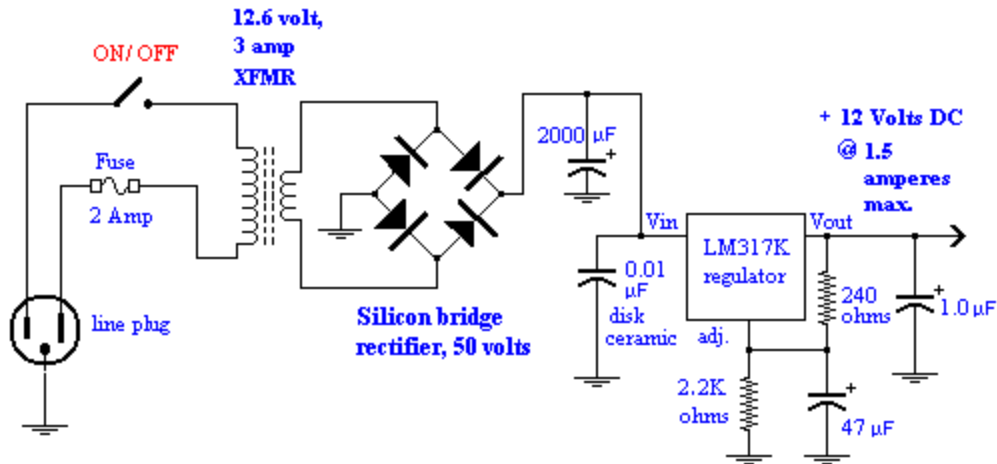 12.6 volt,
3 amp
XFMR
ON/ OFF
Fuse
2 Amp
line plug
Silicon bridge
rectifier, 50 volts
2000 µF
+
+ 12 Volts DC
@ 1.5
amperes
max.
Vin
Vout
LM317K
regulator
adj.
0.01
µF
disk
ceramic
240
ohms
+
1.0 µF
2.2K
ohms
+
47 µF